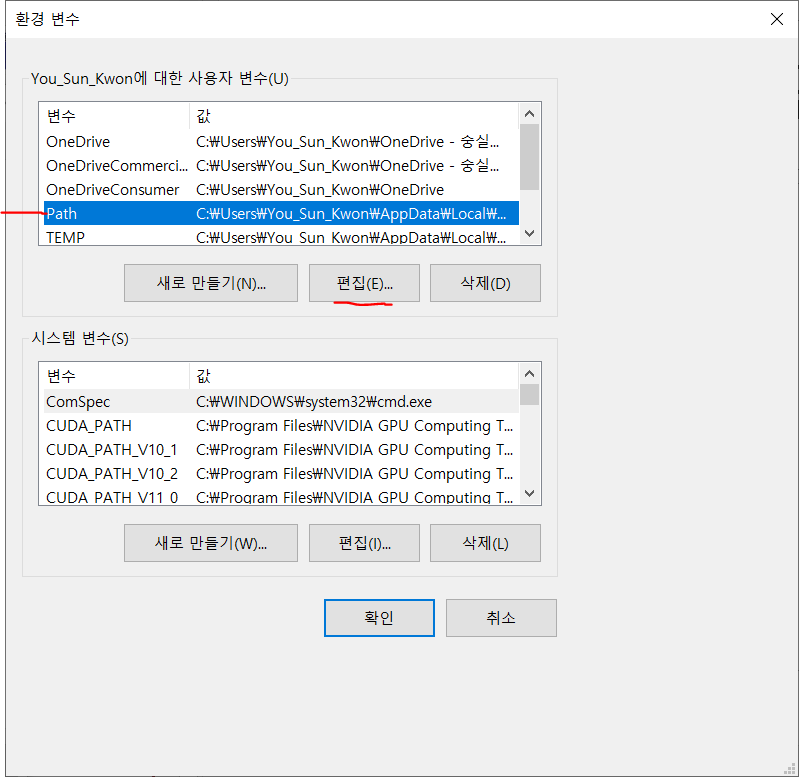 환경 변수
You_Sun_Kwon에 대한 사용자 변수(U)
변수 값
OneDrive C:₩Users₩You_Sun_Kwon₩OneDrive - 숭실...
OneDriveCommerci... C:₩Users₩You_Sun_Kwon₩OneDrive - 숭실...
OneDriveConsumer C:₩Users₩You_Sun_Kwon₩OneDrive
Path C:₩Users₩You_Sun_Kwon₩AppData₩Local₩...
TEMP C:₩Users₩You_Sun_Kwon₩AppData₩Local₩...
새로 만들기(N)... 편집(E)... 삭제(D)
시스템 변수(S)
변수 값
ComSpec C:₩WINDOWS₩system32₩cmd.exe
CUDA_PATH C:₩Program Files₩NVIDIA GPU Computing T...
CUDA_PATH_V10_1 C:₩Program Files₩NVIDIA GPU Computing T...
CUDA_PATH_V10_2 C:₩Program Files₩NVIDIA GPU Computing T...
CUDA_PATH_V11_0 C:₩Program Files₩NVIDIA GPU Computing T...
새로 만들기(W)... 편집(I)... 삭제(L)
확인 취소